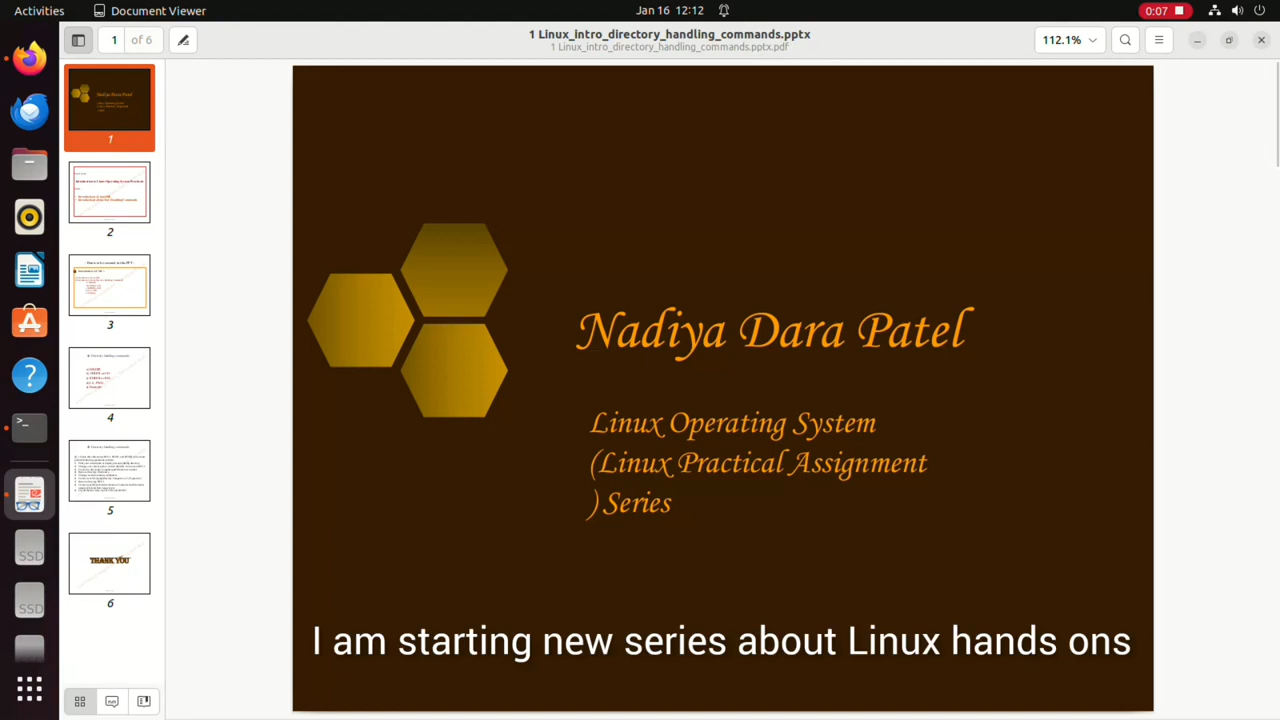 Activities
Document Viewer
Jan 16 12:12
0:07
1 of 6
1 Linux_intro_directory_handling_commands.pptx
1 Linux_intro_directory_handling_commands.pptx.pdf
112.1%
1
2
3
4
5
THANK YOU
6
SSD
SSD
Nadiya Dara Patel
Linux Operating System
(Linux Practical Assignment
) Series
I am starting new series about Linux hands ons